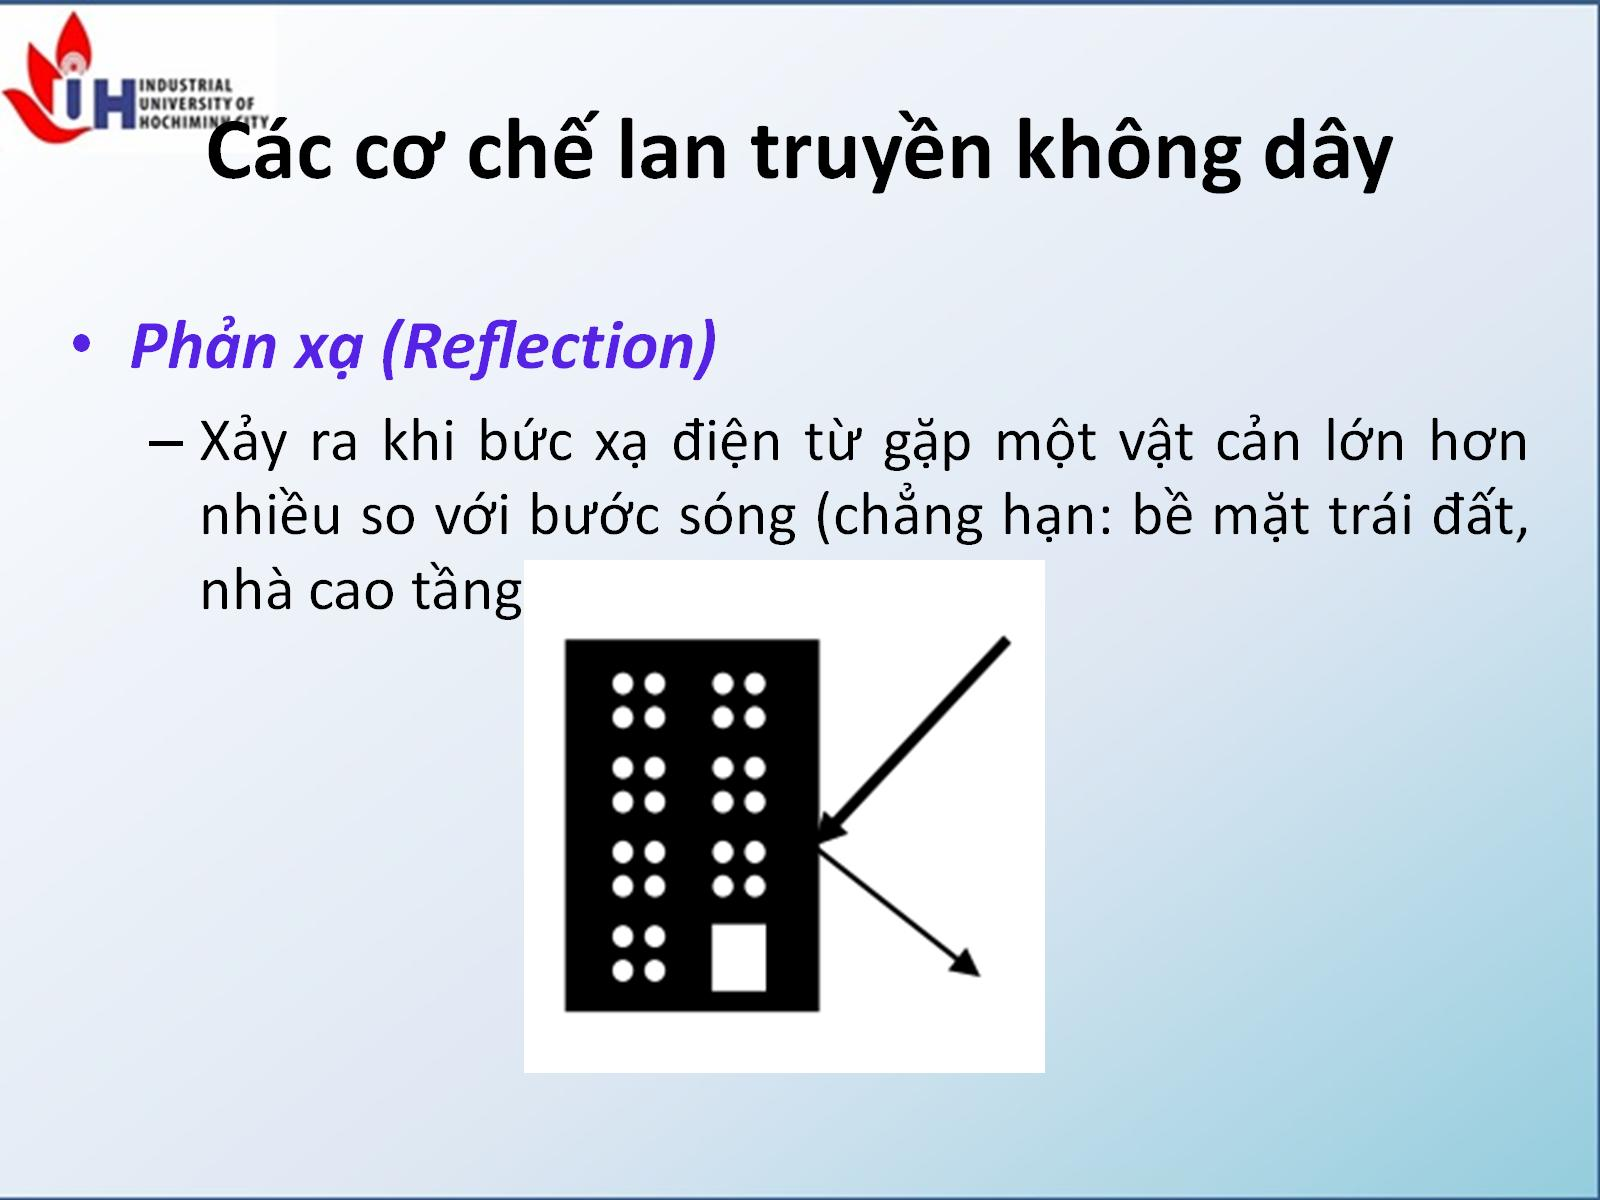 INDUSTRIAL
UNIVERSITY OF
HOCHIMINH CITY
Các cơ chế lan truyền không dây
• Phản xạ (Reflection)
– Xảy ra khi bức xạ điện từ gặp một vật cản lớn hơn
nhiều so với bước sóng (chẳng hạn: bề mặt trái đất,
nhà cao tầng